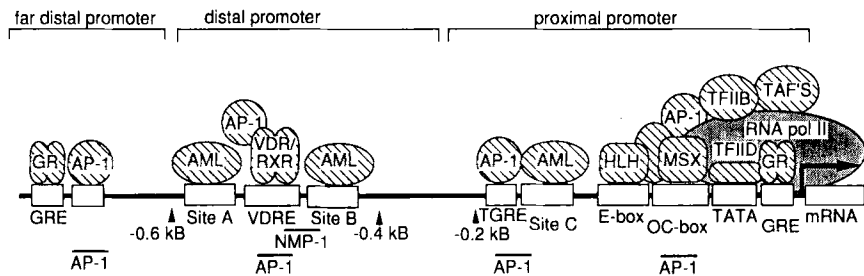 far distal promoter distal promoter proximal promoter
TFIIB TAF'S
AP-1 AP-1
RNA pol II
GR AP-1 AML VDR/RXR AML AP-1 AML HLH MSX TFIID GR
GRE Site A VDRE Site B TGRE Site C E-box OC-box TATA GRE mRNA
-0.6 kB -0.4 kB -0.2 kB
NMP-1
AP-1 AP-1 AP-1 AP-1